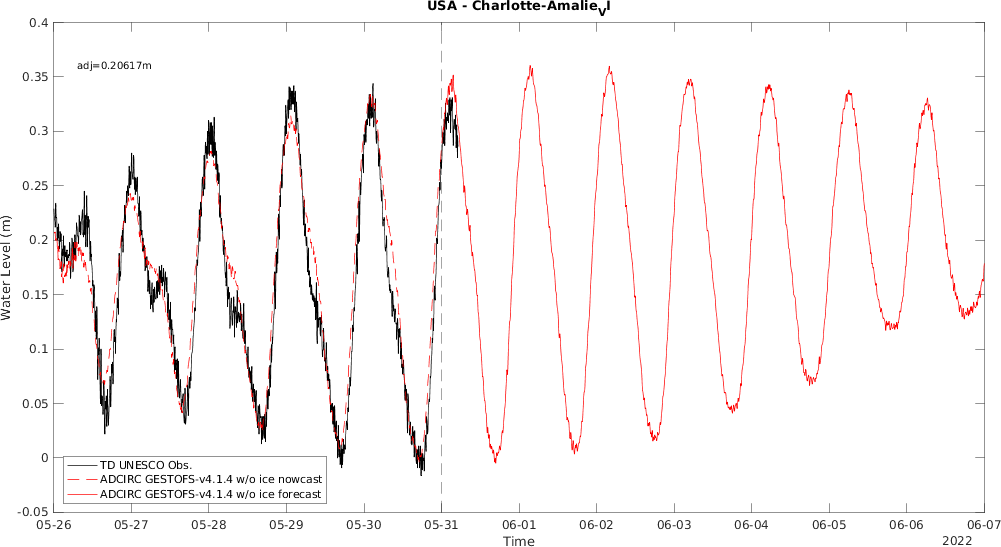 USA - Charlotte-Amalie_VI
adj=0.20617m
0.4
0.35
0.3
0.25
0.2
0.15
0.1
0.05
0
-0.05
Water Level (m)
TD UNESCO Obs.
ADCIRC GESTOFS-v4.1.4 w/o ice nowcast
ADCIRC GESTOFS-v4.1.4 w/o ice forecast
05-26 05-27 05-28 05-29 05-30 05-31 06-01 06-02 06-03 06-04 06-05 06-06 06-07
Time
2022